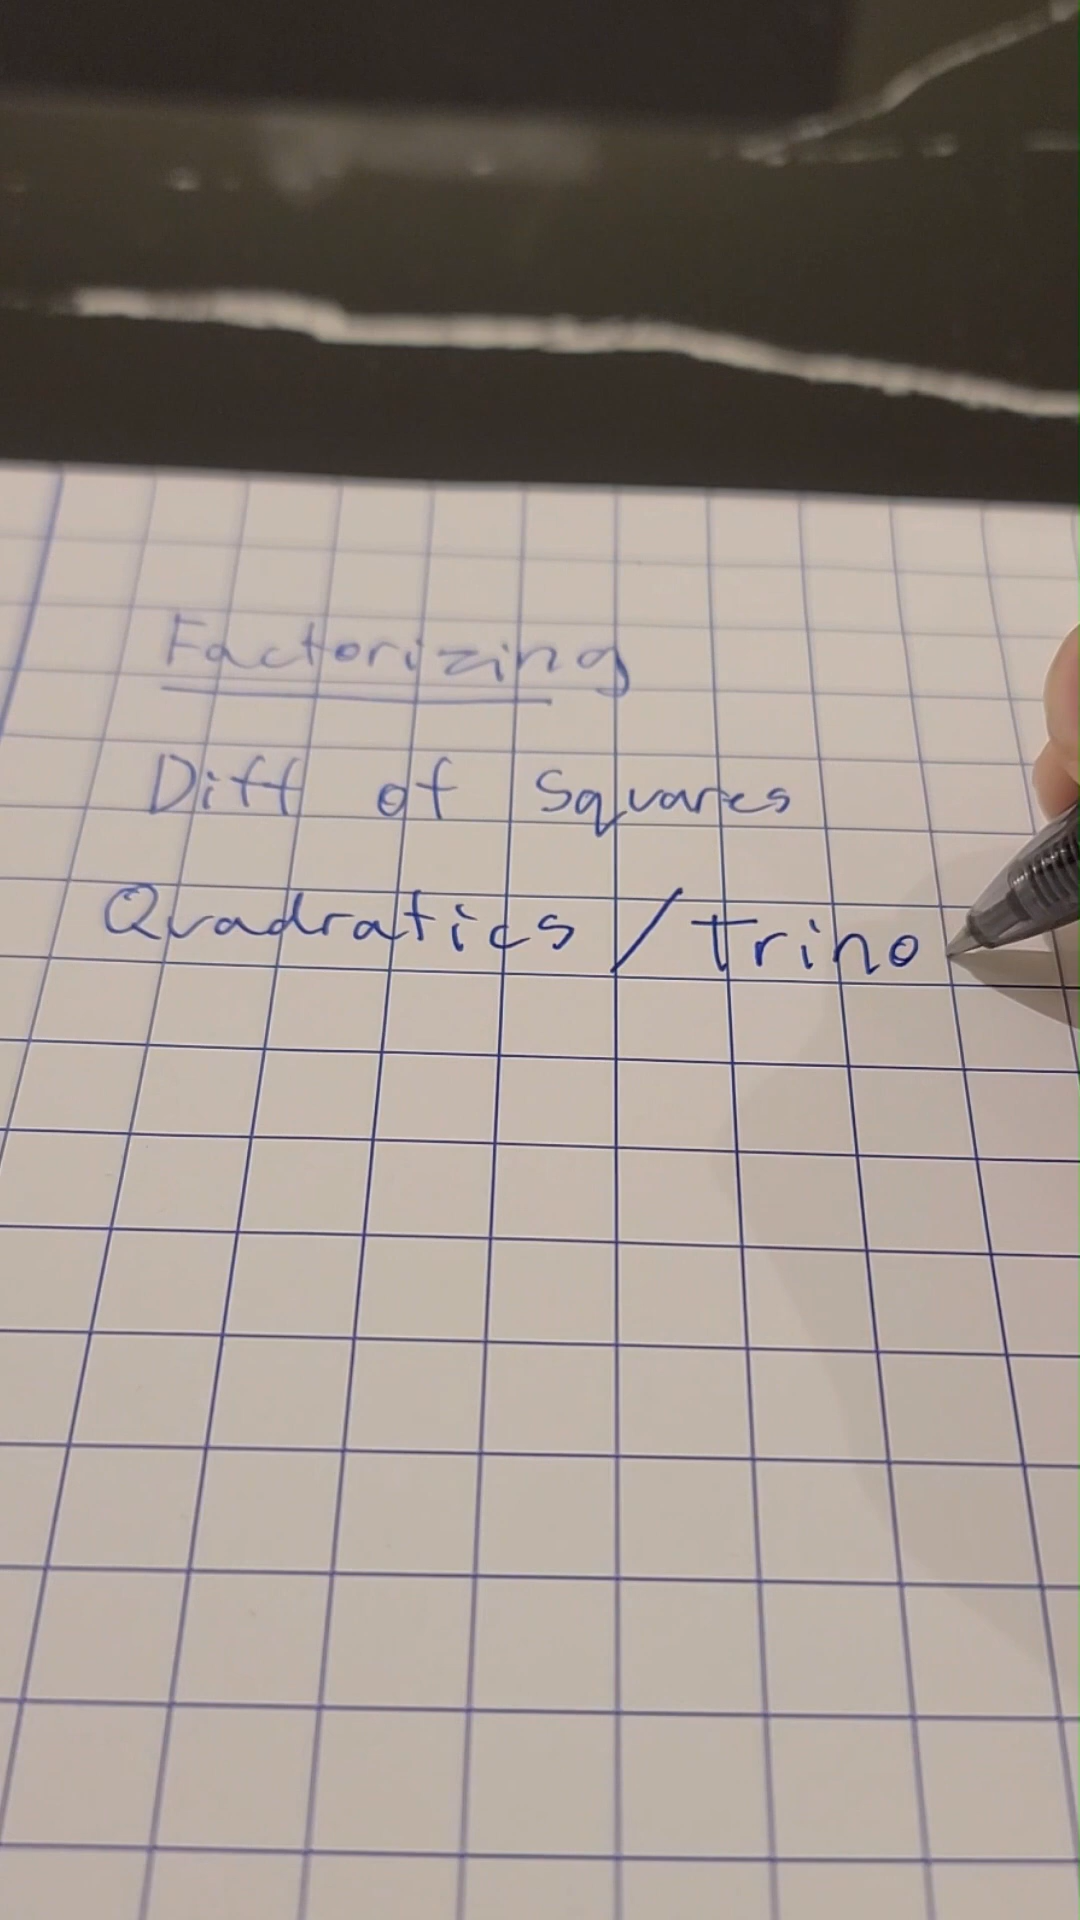 Factorizing
Diff of Squares
Quadratics / Trino